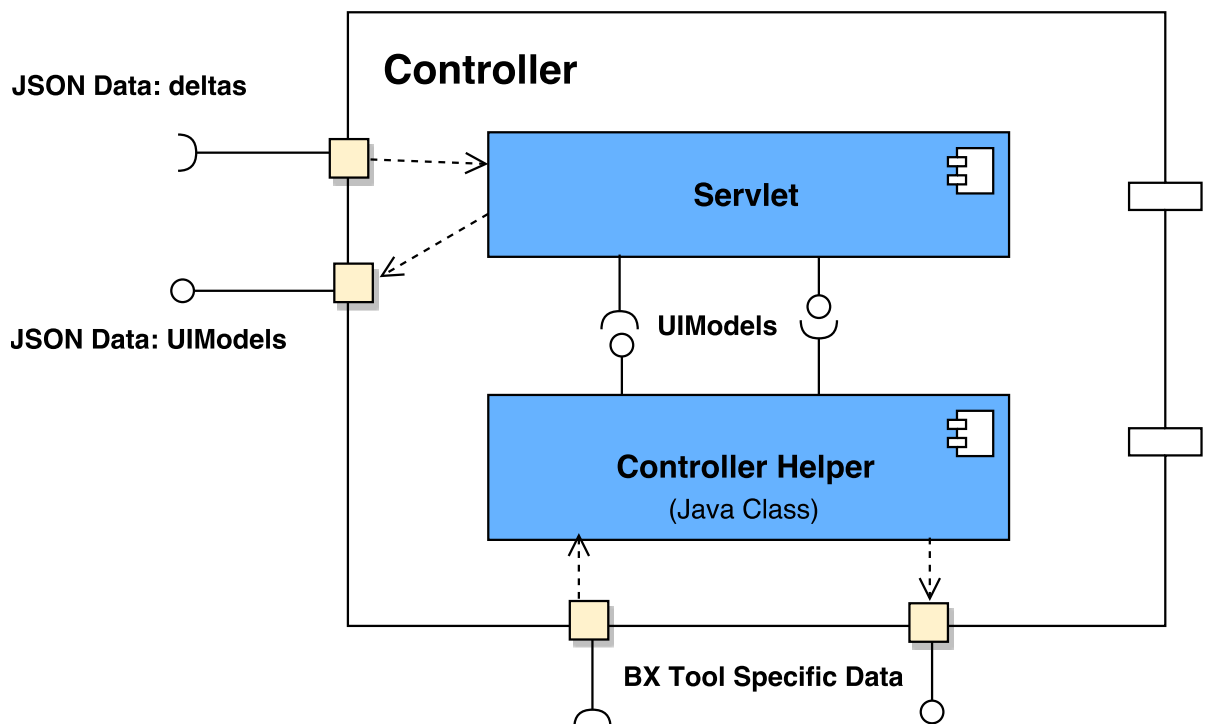 Controller
JSON Data: deltas
Servlet
JSON Data: UIModels
UIModels
Controller Helper
(Java Class)
BX Tool Specific Data